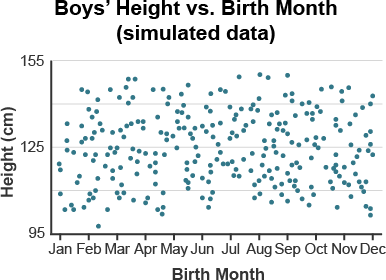 Boys’ Height vs. Birth Month
(simulated data)
155
125
95
Height (cm)
Jan Feb Mar Apr May Jun Jul Aug Sep Oct Nov Dec
Birth Month